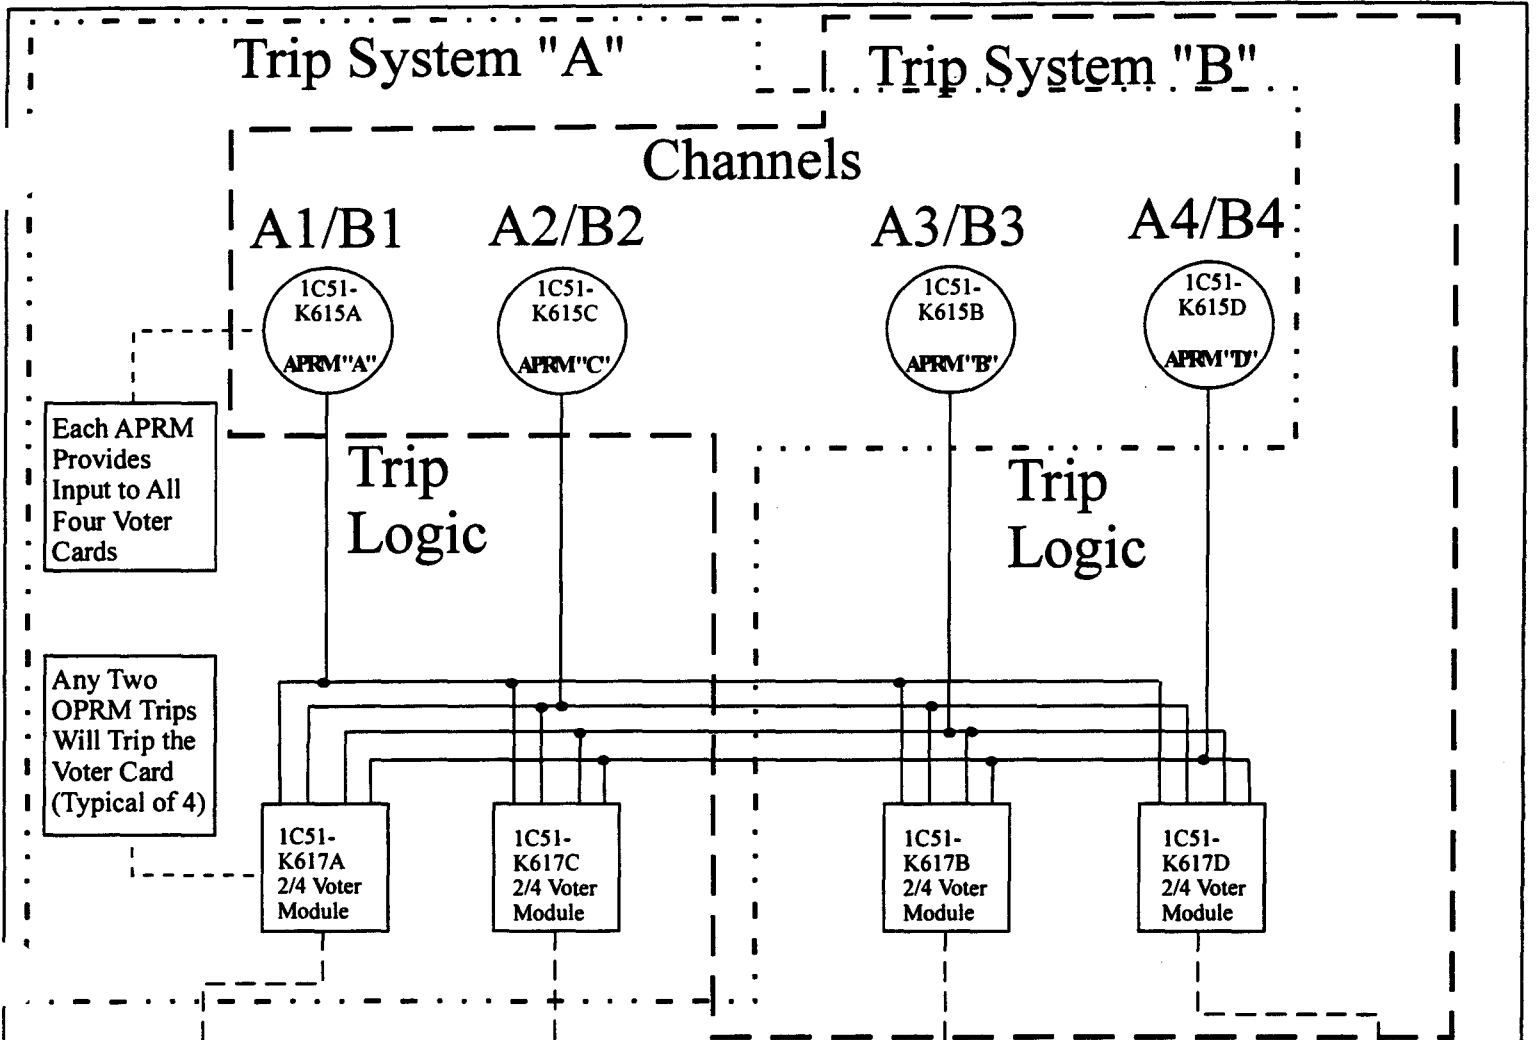 Trip System "A"
Trip System "B"
Channels
A1/B1
A2/B2
A3/B3
A4/B4
1C51-
K615A
APRM "A"
1C51-
K615C
APRM "C"
1C51-
K615B
APRM "B"
1C51-
K615D
APRM "D"
Each APRM
Provides
Input to All
Four Voter
Cards
Trip
Logic
Trip
Logic
Any Two
OPRM Trips
Will Trip the
Voter Card
(Typical of 4)
1C51-
K617A
2/4 Voter
Module
1C51-
K617C
2/4 Voter
Module
1C51-
K617B
2/4 Voter
Module
1C51-
K617D
2/4 Voter
Module